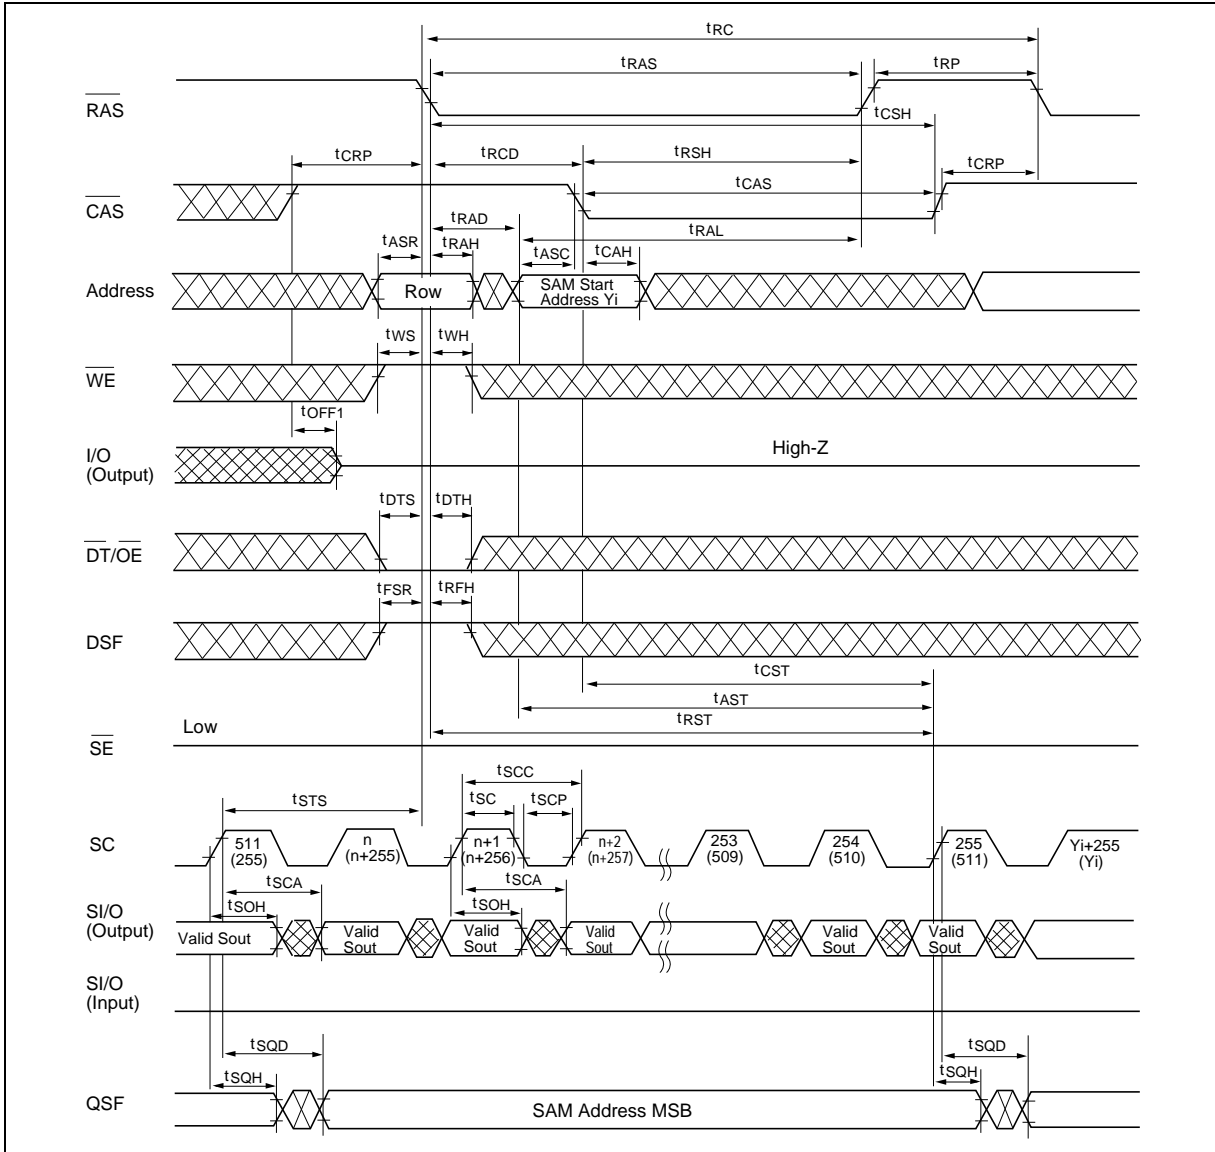 tRC
tRAS
tRP
RAS
tCSH
tCRP
tRCD
tRSH
tCRP
tCAS
CAS
tRAD
tRAL
tASR
tRAH
tASC
tCAH
Address
Row
SAM Start
Address Yi
tWS
tWH
WE
tOFF1
I/O
(Output)
High-Z
tDTS
tDTH
DT/OE
tFSR
tRFH
DSF
tCST
tAST
tRST
Low
SE
tSCC
tSTS
tSC
tSCP
SC
511
(255)
n
(n+255)
n+1
(n+256)
n+2
(n+257)
253
(509)
254
(510)
255
(511)
Yi+255
(Yi)
tSCA
tSCA
tSOH
tSOH
SI/O
(Output)
Valid Sout
Valid
Sout
Valid
Sout
Valid
Sout
Valid
Sout
Valid
Sout
SI/O
(Input)
tSQD
tSQD
tSQH
tSQH
QSF
SAM Address MSB